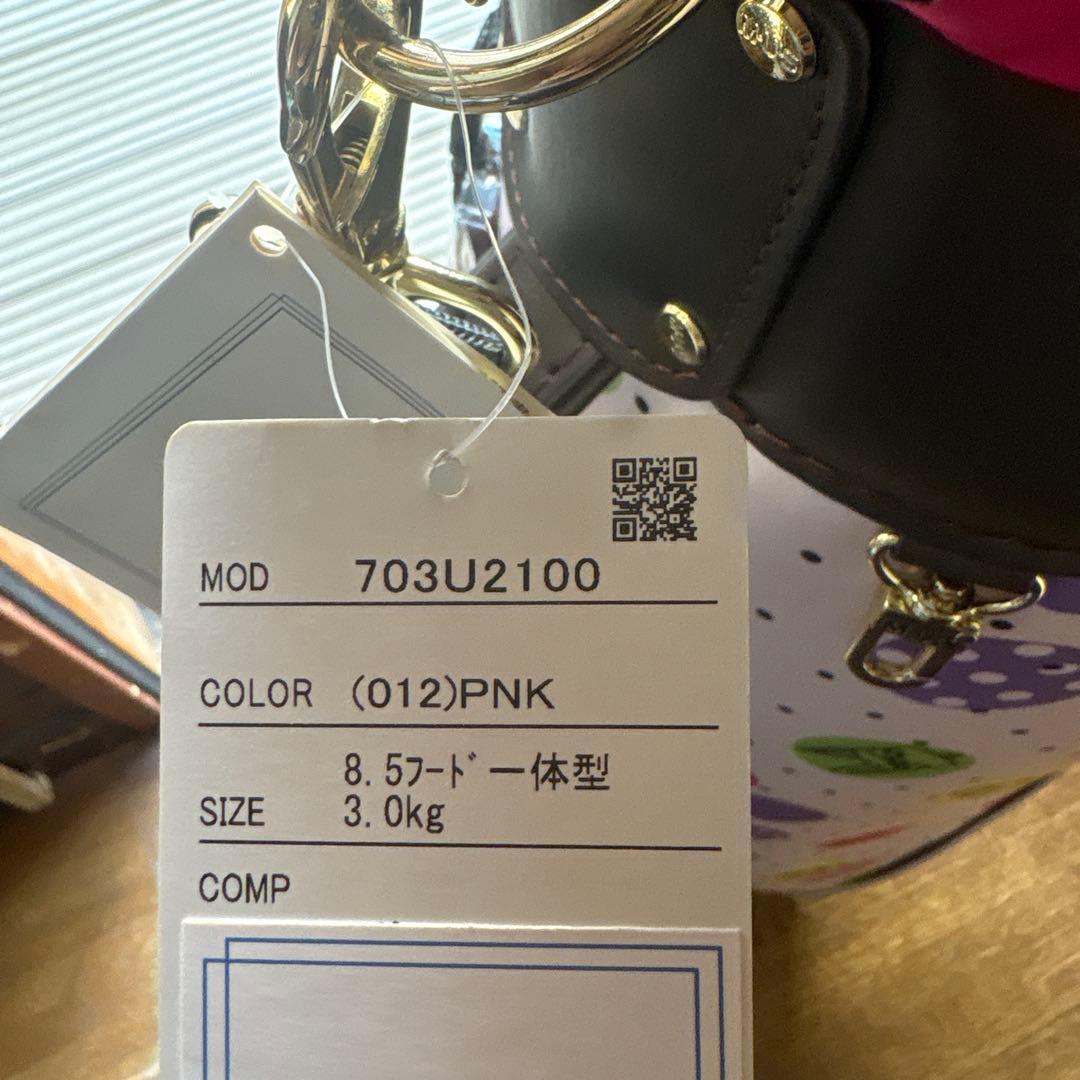 MOD 703U2100
COLOR (012)PNK
8.5ﾌｰﾄﾞ一体型
SIZE 3.0kg
COMP